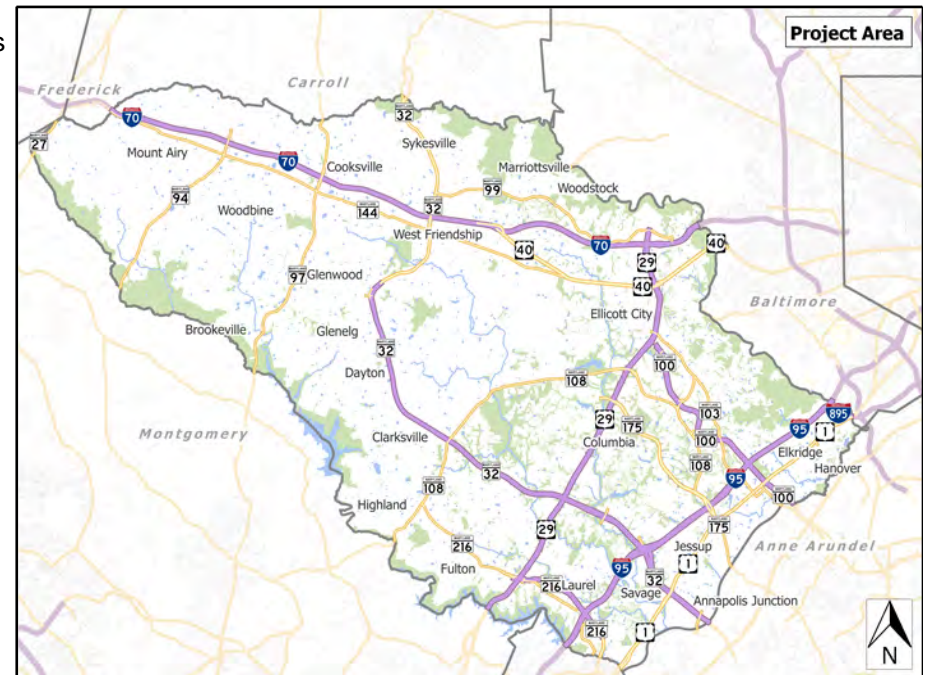 s
Project Area
Carroll
Frederick
70
32
27
Mount Airy
Sykesville
70
Cooksville
Marriottsville
99
Woodstock
94
Woodbine
144
32
West Friendship
40
70
40
29
97
Glenwood
40
Baltimore
Ellicott City
Brookeville
Glenelg
32
100
Dayton
108
895
103
95
1
29
175
Montgomery
Clarksville
Columbia
100
Elkridge
108
Hanover
32
95
108
100
Highland
175
29
216
Jessup
Anne Arundel
Fulton
1
95
32
216
Laurel
Savage
Annapolis Junction
216
1
N